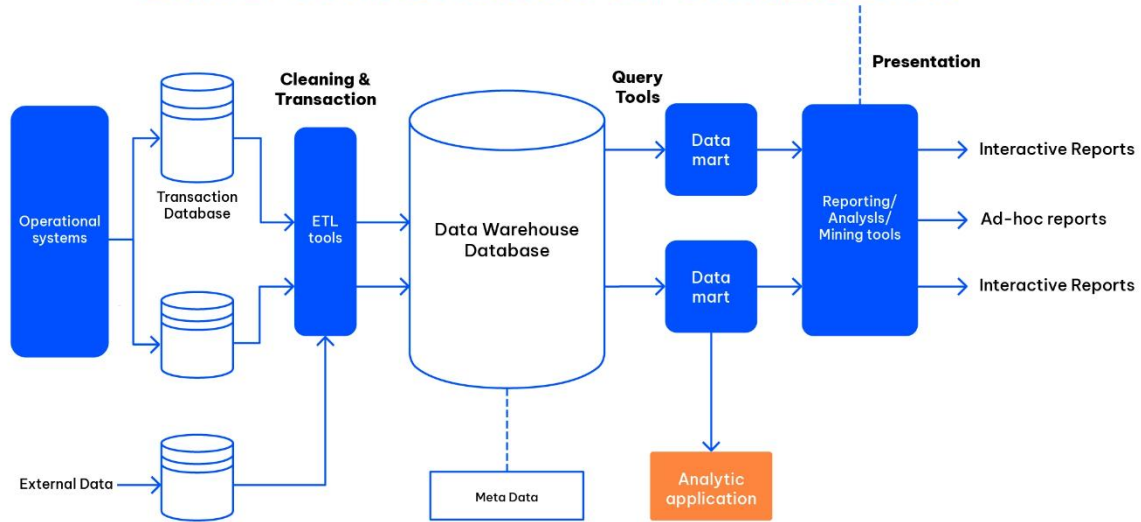 Presentation
Cleaning &
Transaction
Query
Tools
Data
mart
Interactive Reports
Transaction
Database
Operational
systems
ETL
tools
Data Warehouse
Database
Reporting/
Analysis/
Mining tools
Ad-hoc reports
Data
mart
Interactive Reports
External Data
Meta Data
Analytic
application